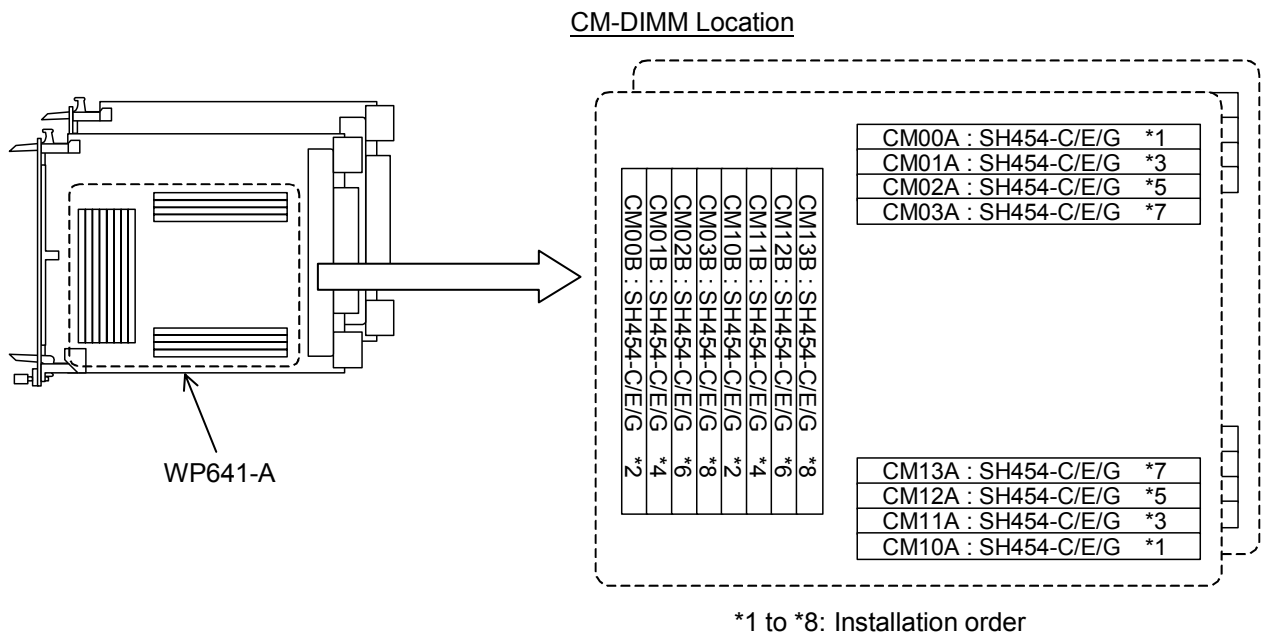 CM-DIMM Location
WP641-A
CM00B : SH454-C/E/G *2
CM01B : SH454-C/E/G *4
CM02B : SH454-C/E/G *6
CM03B : SH454-C/E/G *8
CM10B : SH454-C/E/G *2
CM11B : SH454-C/E/G *4
CM12B : SH454-C/E/G *6
CM13B : SH454-C/E/G *8
CM00A : SH454-C/E/G *1
CM01A : SH454-C/E/G *3
CM02A : SH454-C/E/G *5
CM03A : SH454-C/E/G *7
CM13A : SH454-C/E/G *7
CM12A : SH454-C/E/G *5
CM11A : SH454-C/E/G *3
CM10A : SH454-C/E/G *1
*1 to *8: Installation order